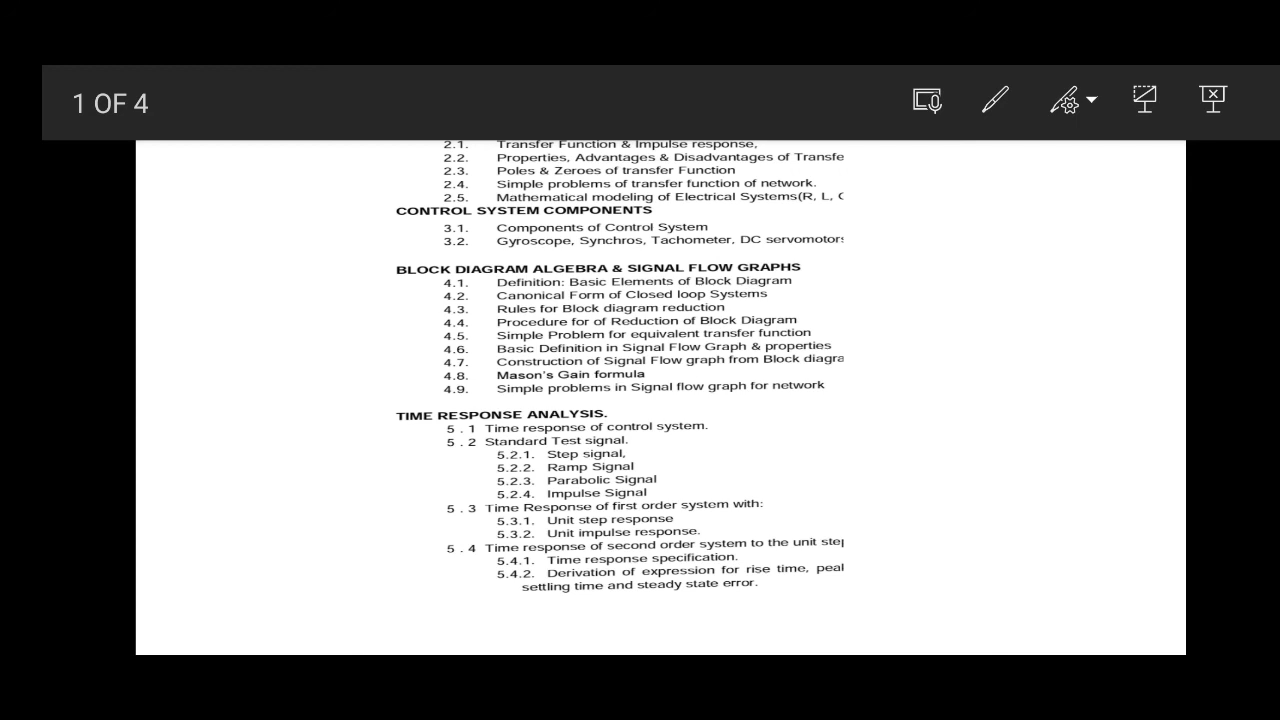 1 OF 4
2.1. Transfer Function & Impulse response,
2.2. Properties, Advantages & Disadvantages of Transfe
2.3. Poles & Zeroes of transfer Function
2.4. Simple problems of transfer function of network.
2.5. Mathematical modeling of Electrical Systems(R, L, C
CONTROL SYSTEM COMPONENTS
3.1. Components of Control System
3.2. Gyroscope, Synchros, Tachometer, DC servomotors
BLOCK DIAGRAM ALGEBRA & SIGNAL FLOW GRAPHS
4.1. Definition: Basic Elements of Block Diagram
4.2. Canonical Form of Closed loop Systems
4.3. Rules for Block diagram reduction
4.4. Procedure for of Reduction of Block Diagram
4.5. Simple Problem for equivalent transfer function
4.6. Basic Definition in Signal Flow Graph & properties
4.7. Construction of Signal Flow graph from Block diagra
4.8. Mason's Gain formula
4.9. Simple problems in Signal flow graph for network
TIME RESPONSE ANALYSIS.
5 . 1 Time response of control system.
5 . 2 Standard Test signal.
5.2.1. Step signal,
5.2.2. Ramp Signal
5.2.3. Parabolic Signal
5.2.4. Impulse Signal
5 . 3 Time Response of first order system with:
5.3.1. Unit step response
5.3.2. Unit impulse response.
5 . 4 Time response of second order system to the unit step
5.4.1. Time response specification.
5.4.2. Derivation of expression for rise time, peak
settling time and steady state error.